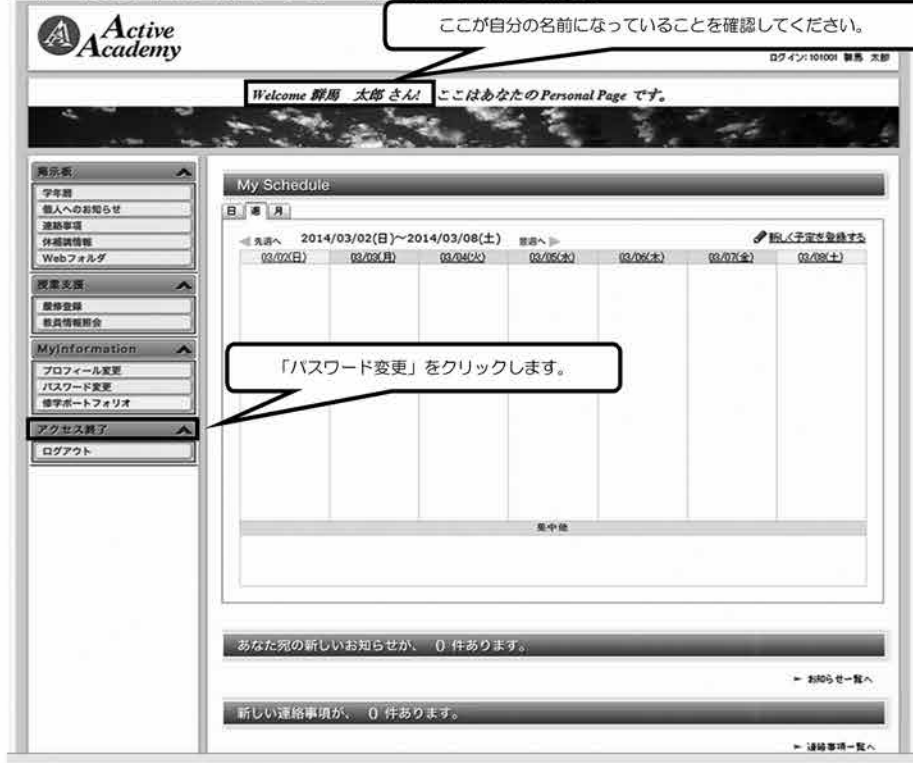 Active
Academy
ここが自分の名前になっていることを確認してください。
ログイン:101001 群馬 太郎
Welcome 群馬 太郎 さん! ここはあなたの Personal Page です。
掲示板
学年暦
個人へのお知らせ
連絡事項
休補講情報
Webフォルダ
授業支援
履修登録
教員情報照会
MyInformation
プロフィール変更
パスワード変更
修学ポートフォリオ
アクセス終了
ログアウト
My Schedule
日 週 月
先週へ 2014/03/02(日)~2014/03/08(土) 翌週へ 新しく予定を登録する
03/02(日) 03/03(月) 03/04(火) 03/05(水) 03/06(木) 03/07(金) 03/08(土)
「パスワード変更」をクリックします。
集中他
あなた宛の新しいお知らせが、 0 件あります。
お知らせ一覧へ
新しい連絡事項が、 0 件あります。
連絡事項一覧へ